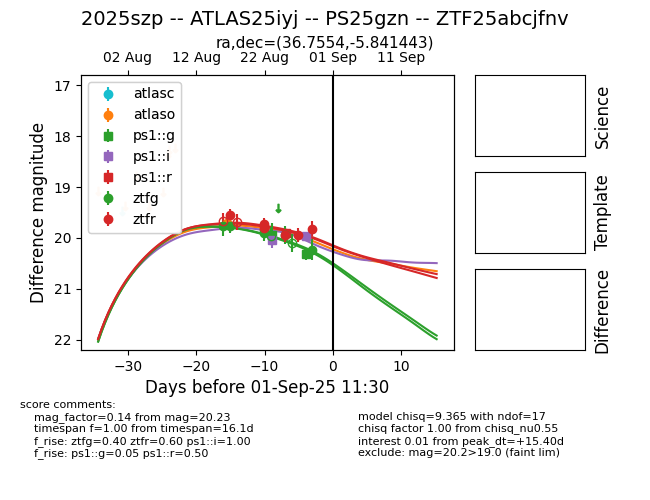 2025szp -- ATLAS25iyj -- PS25gzn -- ZTF25abcjfnv
ra,dec=(36.7554,-5.841443)
02 Aug 12 Aug 22 Aug 01 Sep 11 Sep
17
18
19
20
21
22
Difference magnitude
atlasc
atlaso
ps1::g
ps1::i
ps1::r
ztfg
ztfr
−30 −20 −10 0 10
Days before 01-Sep-25 11:30
Science
Template
Difference
score comments:
mag_factor=0.14 from mag=20.23
timespan f=1.00 from timespan=16.1d
f_rise: ztfg=0.40 ztfr=0.60 ps1::i=1.00
f_rise: ps1::g=0.05 ps1::r=0.50
model chisq=9.365 with ndof=17
chisq factor 1.00 from chisq_nu0.55
interest 0.01 from peak_dt=+15.40d
exclude: mag=20.2>19.0 (faint lim)